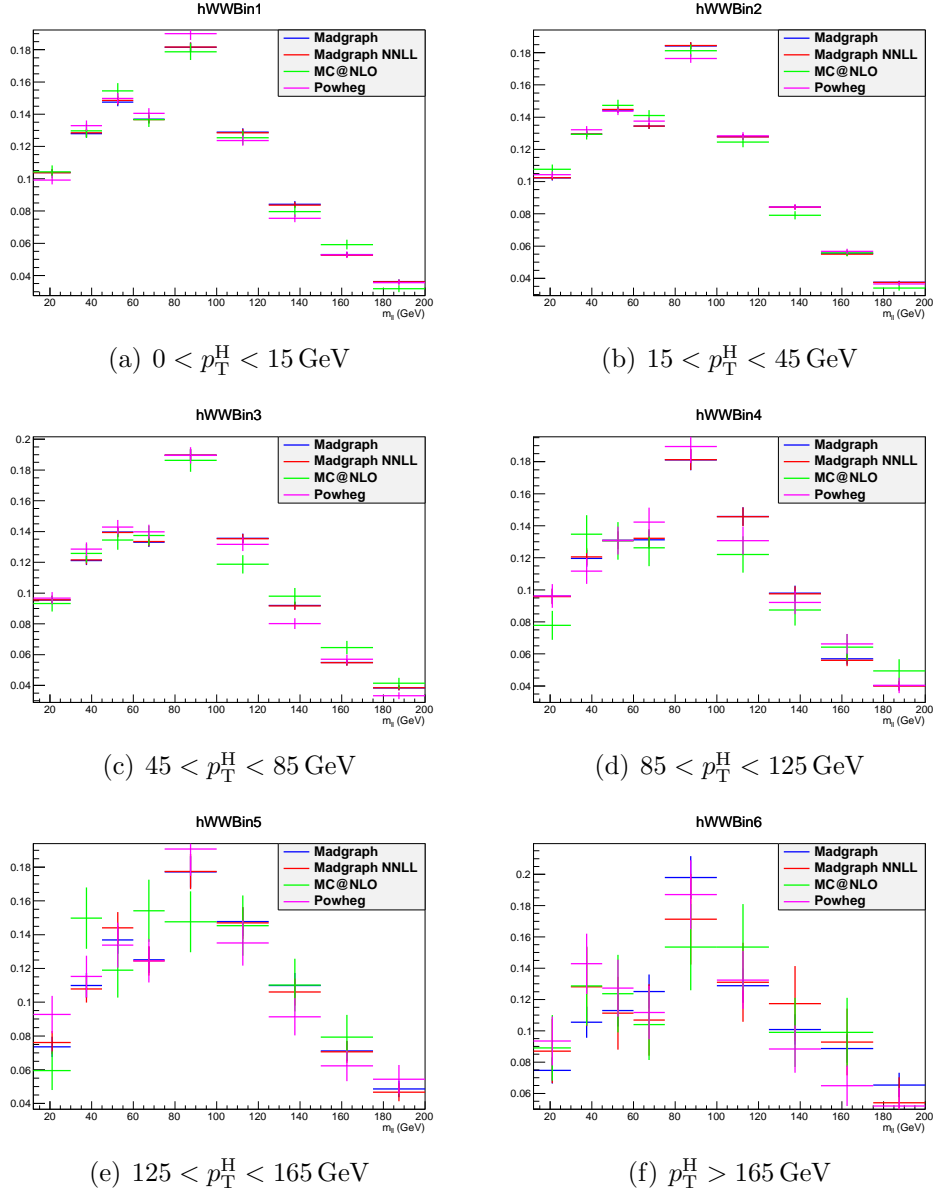 hWWBin1
Madgraph
Madgraph NNLL
MC@NLO
Powheg
0.18
0.16
0.14
0.12
0.1
0.08
0.06
0.04
20 40 60 80 100 120 140 160 180 200
m_ll (GeV)
(a) 0 < p_T^H < 15 GeV
hWWBin2
Madgraph
Madgraph NNLL
MC@NLO
Powheg
0.18
0.16
0.14
0.12
0.1
0.08
0.06
0.04
20 40 60 80 100 120 140 160 180 200
m_ll (GeV)
(b) 15 < p_T^H < 45 GeV
hWWBin3
Madgraph
Madgraph NNLL
MC@NLO
Powheg
0.2
0.18
0.16
0.14
0.12
0.1
0.08
0.06
0.04
20 40 60 80 100 120 140 160 180 200
m_ll (GeV)
(c) 45 < p_T^H < 85 GeV
hWWBin4
Madgraph
Madgraph NNLL
MC@NLO
Powheg
0.18
0.16
0.14
0.12
0.1
0.08
0.06
0.04
20 40 60 80 100 120 140 160 180 200
m_ll (GeV)
(d) 85 < p_T^H < 125 GeV
hWWBin5
Madgraph
Madgraph NNLL
MC@NLO
Powheg
0.18
0.16
0.14
0.12
0.1
0.08
0.06
0.04
20 40 60 80 100 120 140 160 180 200
m_ll (GeV)
(e) 125 < p_T^H < 165 GeV
hWWBin6
Madgraph
Madgraph NNLL
MC@NLO
Powheg
0.2
0.18
0.16
0.14
0.12
0.1
0.08
0.06
20 40 60 80 100 120 140 160 180 200
m_ll (GeV)
(f) p_T^H > 165 GeV